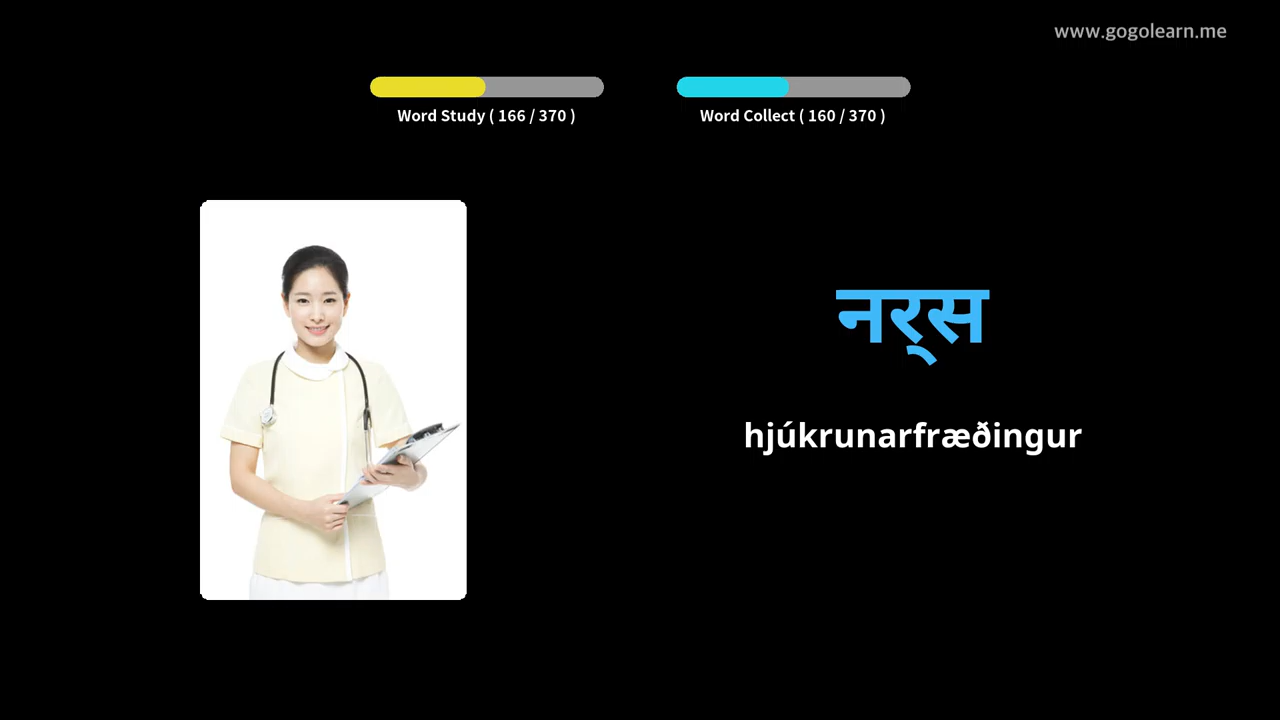 www.gogolearn.me
Word Study ( 166 / 370 )
Word Collect ( 160 / 370 )
नर्‍स
hjúkrunarfræðingur